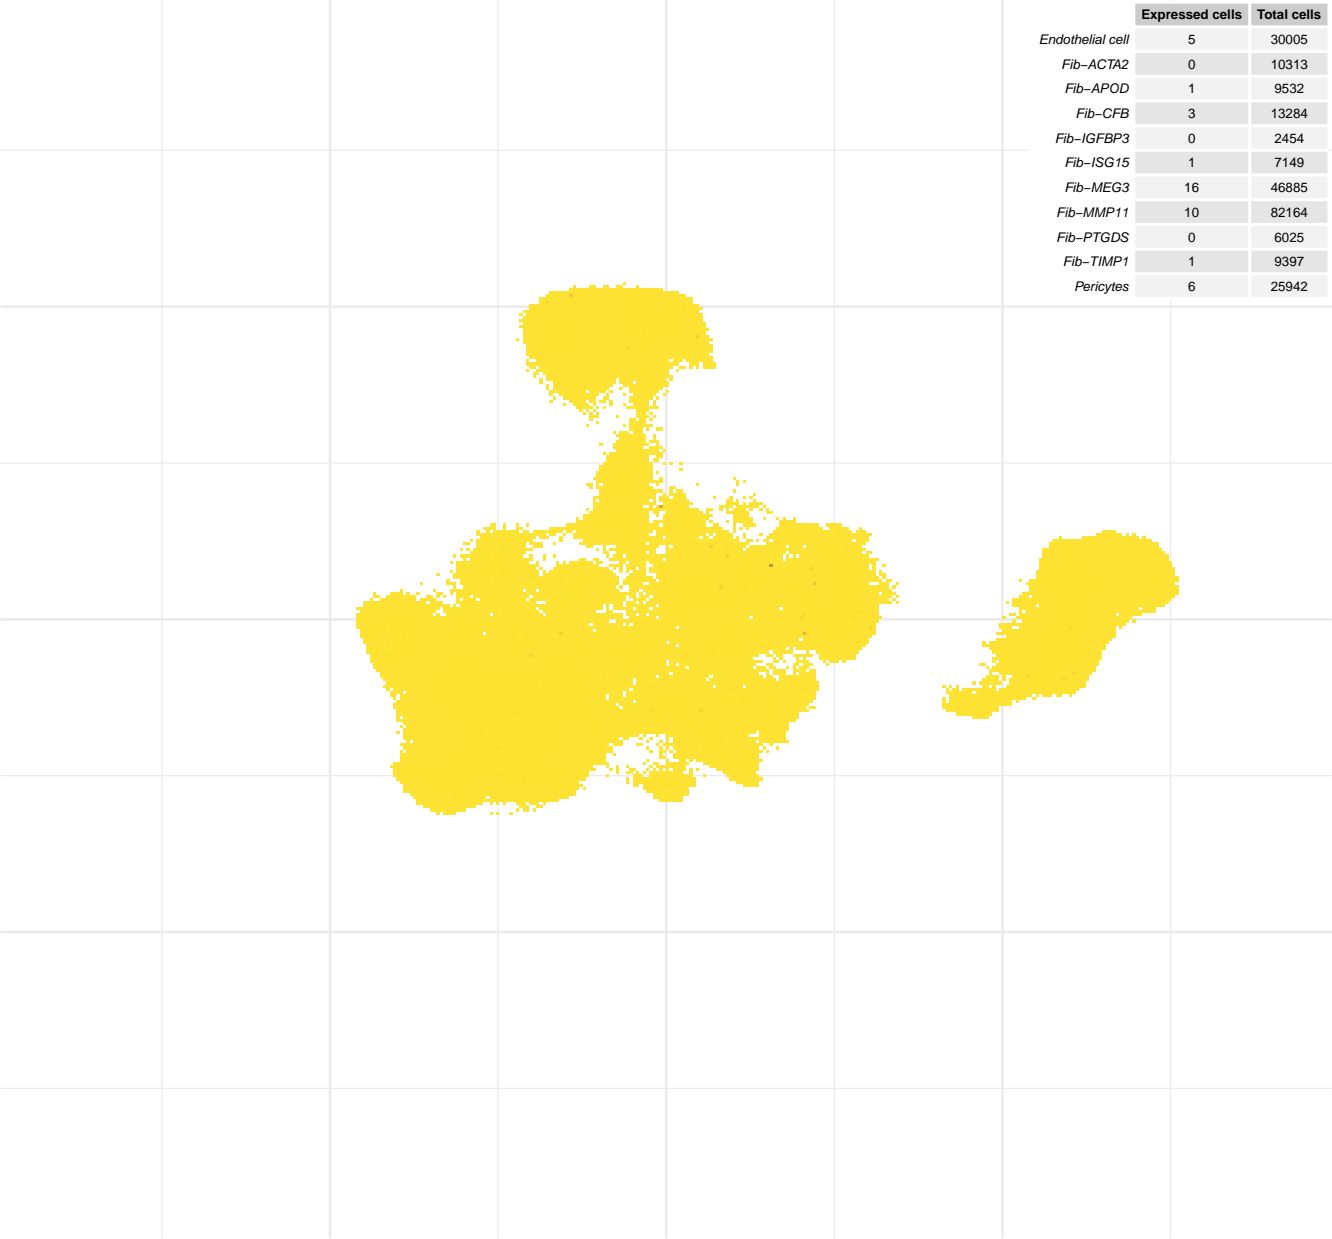 Expressed cells Total cells
Endothelial cell 5 30005
Fib−ACTA2 0 10313
Fib−APOD 1 9532
Fib−CFB 3 13284
Fib−IGFBP3 0 2454
Fib−ISG15 1 7149
Fib−MEG3 16 46885
Fib−MMP11 10 82164
Fib−PTGDS 0 6025
Fib−TIMP1 1 9397
Pericytes 6 25942